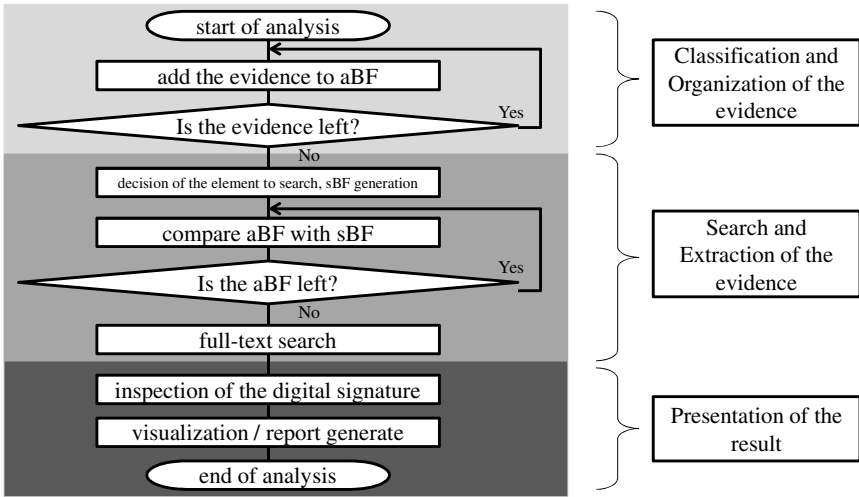 start of analysis
add the evidence to aBF
Is the evidence left?
Yes
No
decision of the element to search, sBF generation
compare aBF with sBF
Is the aBF left?
Yes
No
full-text search
inspection of the digital signature
visualization / report generate
end of analysis
Classification and
Organization of the
evidence
Search and
Extraction of the
evidence
Presentation of the
result